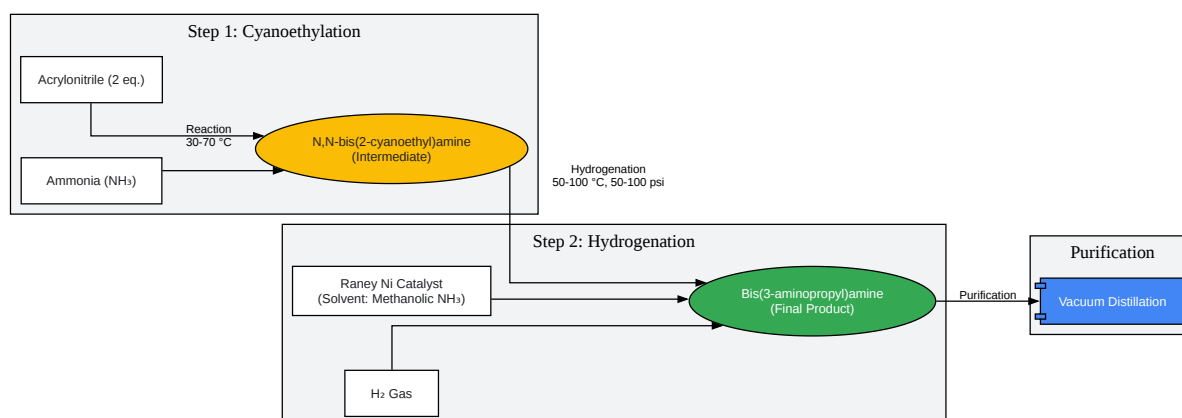 Step 1: Cyanoethylation
Acrylonitrile (2 eq.)
Reaction
30-70 °C
N,N-bis(2-cyanoethyl)amine
(Intermediate)
Ammonia (NH₃)
Hydrogenation
50-100 °C, 50-100 psi
Step 2: Hydrogenation
Raney Ni Catalyst
(Solvent: Methanolic NH₃)
Bis(3-aminopropyl)amine
(Final Product)
H₂ Gas
Purification
Purification
Vacuum Distillation